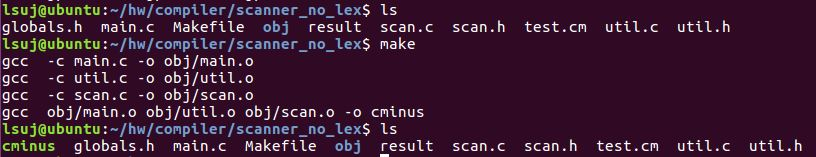 lsuj@ubuntu:~/hw/compiler/scanner_no_lex$ ls
globals.h  main.c  Makefile  obj  result  scan.c  scan.h  test.cm  util.c  util.h
lsuj@ubuntu:~/hw/compiler/scanner_no_lex$ make
gcc  -c main.c -o obj/main.o
gcc  -c util.c -o obj/util.o
gcc  -c scan.c -o obj/scan.o
gcc  obj/main.o obj/util.o obj/scan.o -o cminus
lsuj@ubuntu:~/hw/compiler/scanner_no_lex$ ls
cminus  globals.h  main.c  Makefile  obj  result  scan.c  scan.h  test.cm  util.c  util.h